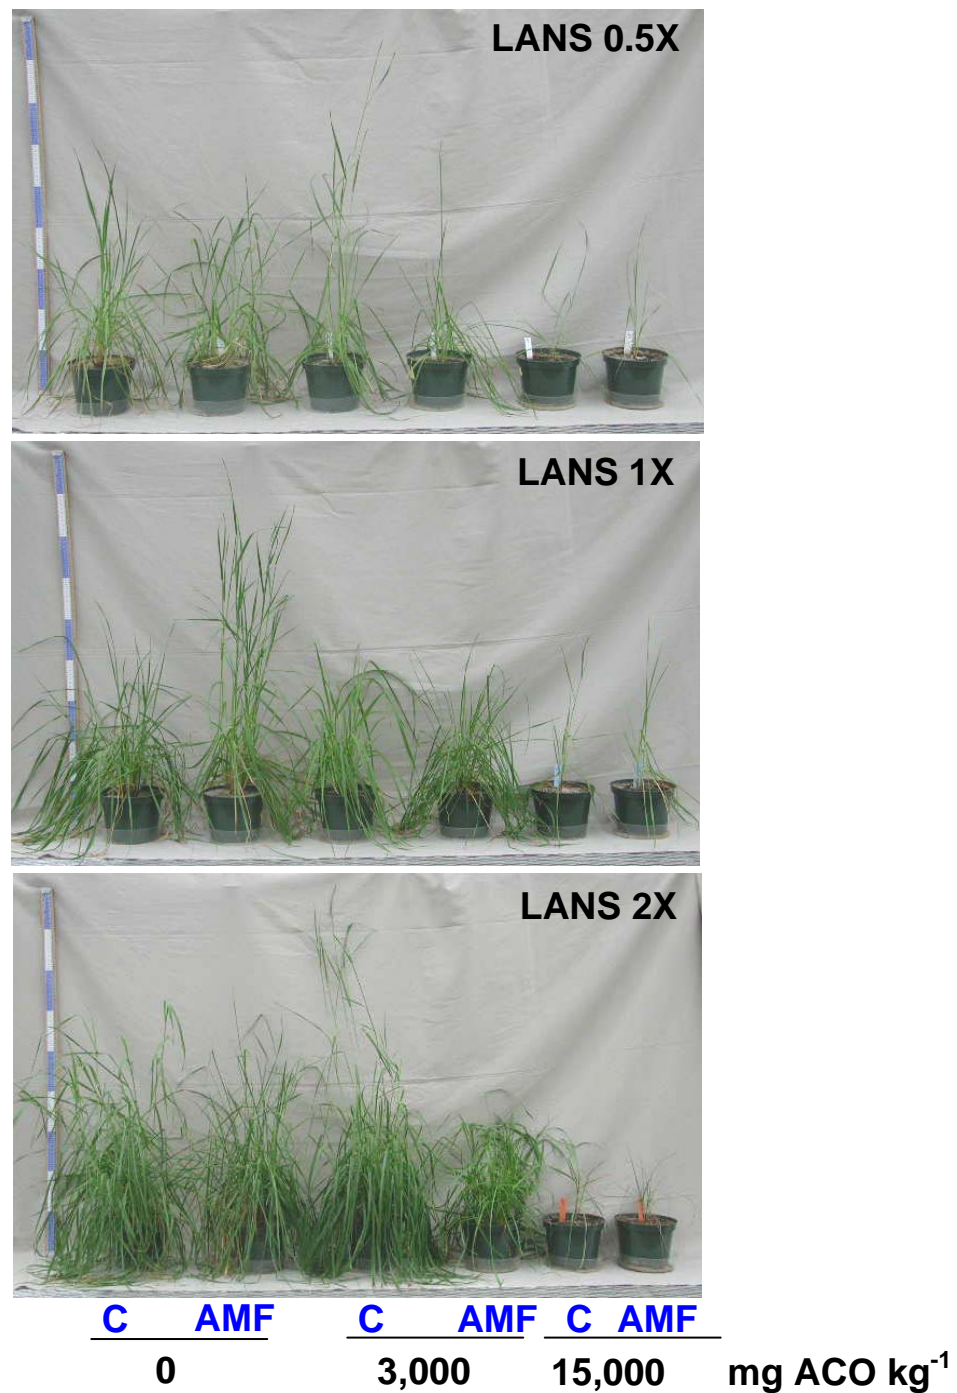 LANS 0.5X
LANS 1X
LANS 2X
C AMF C AMF C AMF
0 3,000 15,000 mg ACO kg⁻¹